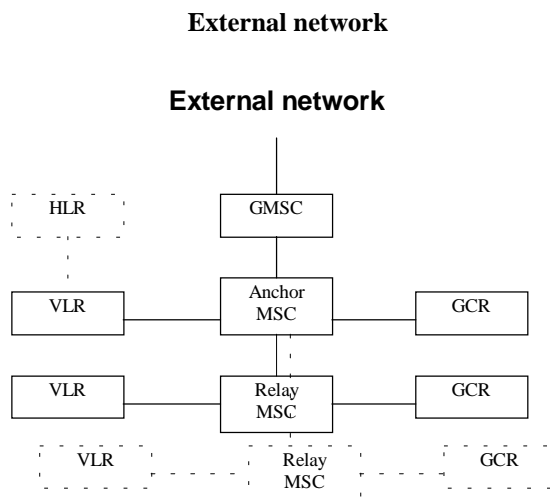 External network
External network
HLR
GMSC
VLR
Anchor
MSC
GCR
VLR
Relay
MSC
GCR
VLR
Relay
MSC
GCR